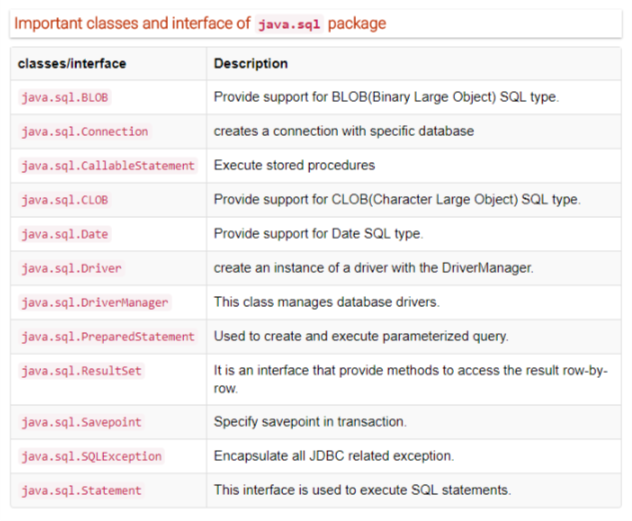 Important classes and interface of java.sql package
classes/interface Description
java.sql.BLOB Provide support for BLOB(Binary Large Object) SQL type.
java.sql.Connection creates a connection with specific database
java.sql.CallableStatement Execute stored procedures
java.sql.CLOB Provide support for CLOB(Character Large Object) SQL type.
java.sql.Date Provide support for Date SQL type.
java.sql.Driver create an instance of a driver with the DriverManager.
java.sql.DriverManager This class manages database drivers.
java.sql.PreparedStatement Used to create and execute parameterized query.
java.sql.ResultSet It is an interface that provide methods to access the result row-by-
row.
java.sql.Savepoint Specify savepoint in transaction.
java.sql.SQLException Encapsulate all JDBC related exception.
java.sql.Statement This interface is used to execute SQL statements.